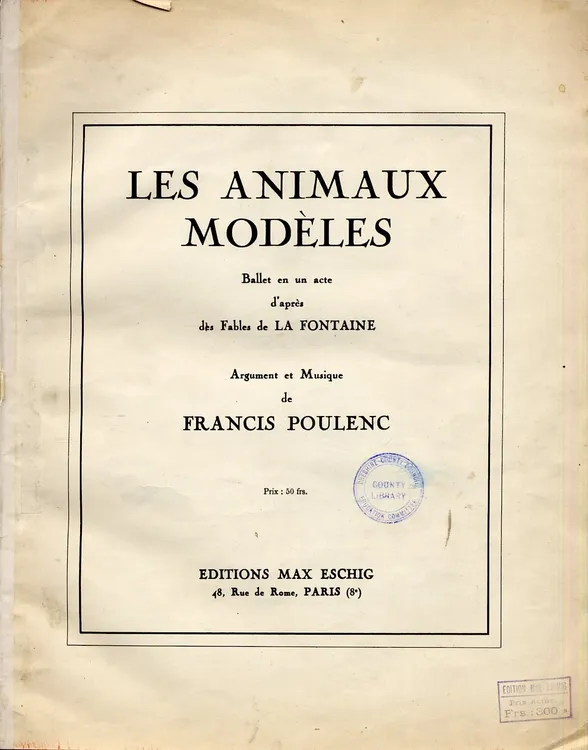 LES ANIMAUX
MODÈLES
Ballet en un acte
d'après
dès Fables de LA FONTAINE
Argument et Musique
de
FRANCIS POULENC
Prix : 50 frs.
COUNTY
LIBRARY
EDITIONS MAX ESCHIG
48, Rue de Rome, PARIS (8e)
EDITION MAX ESCHIG
Frs : 300